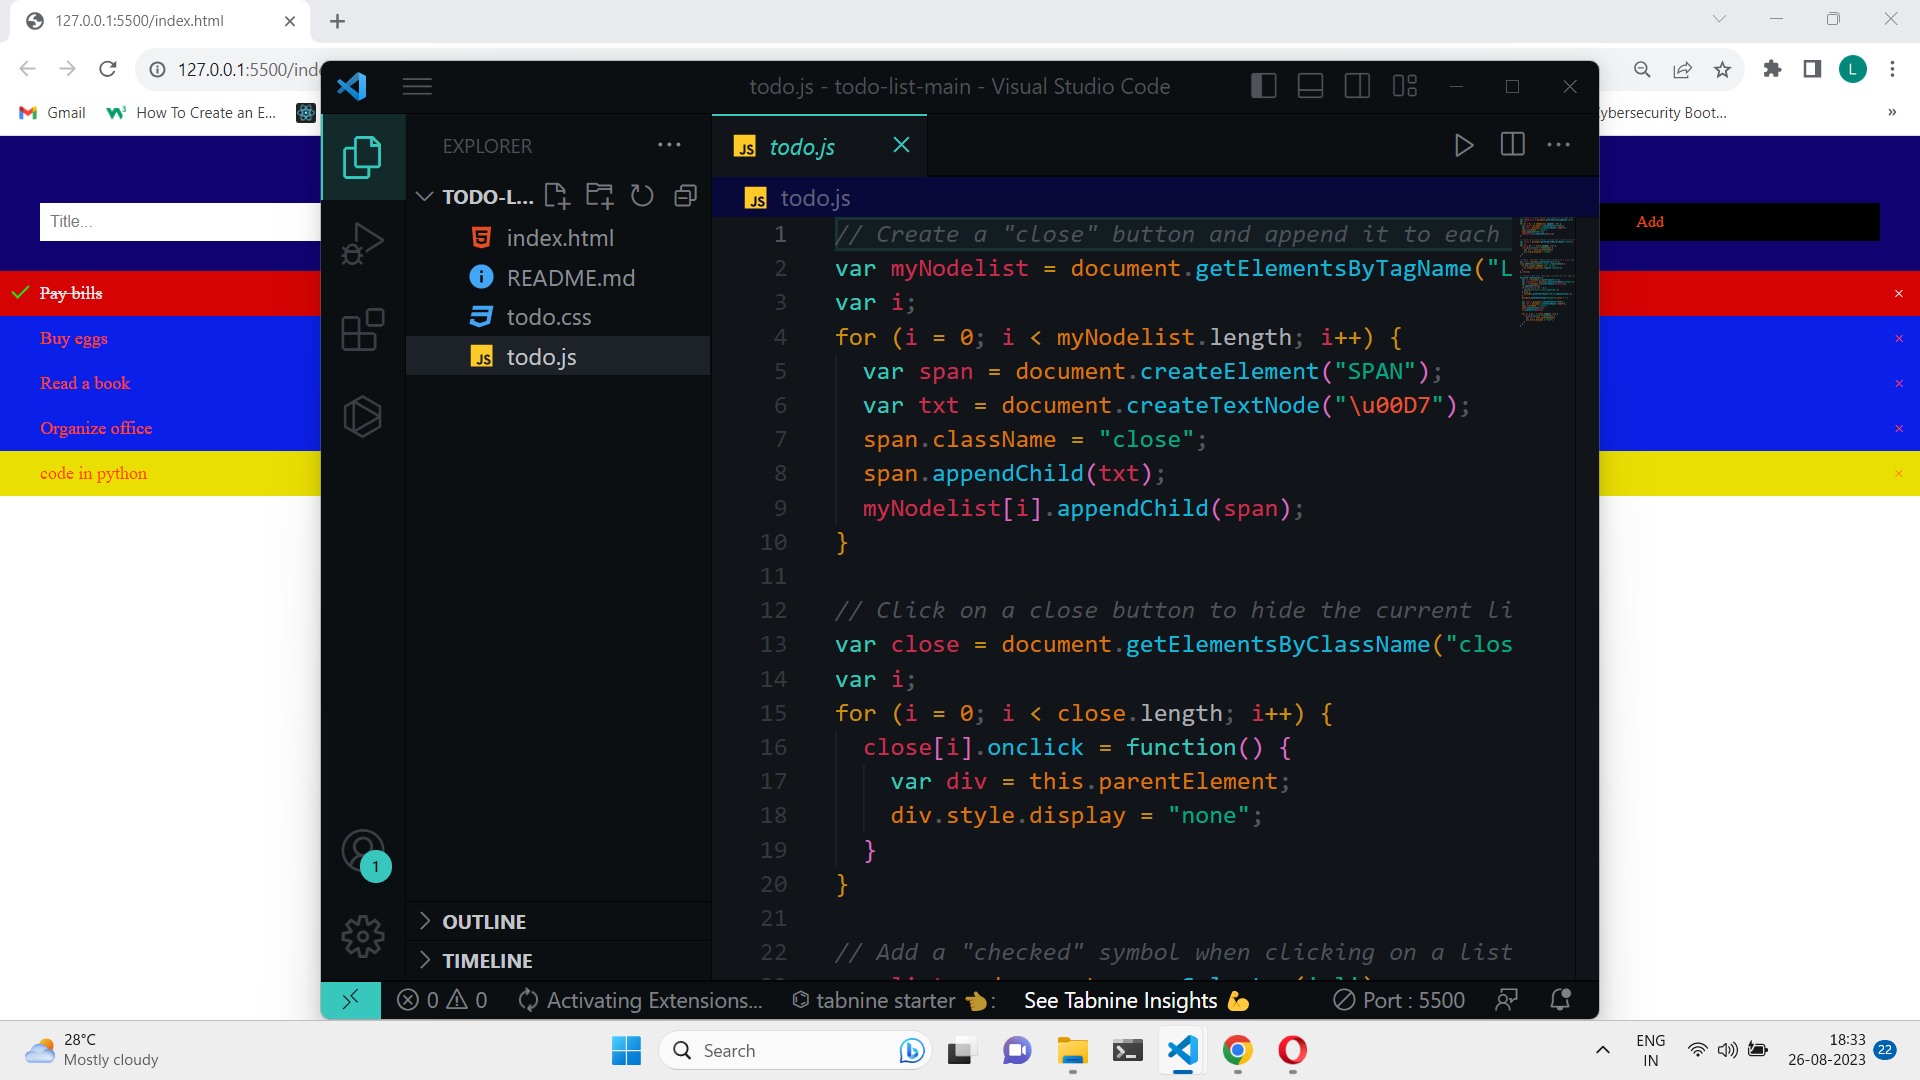 127.0.0.1:5500/index.html
127.0.0.1:5500/inde
L
Gmail
How To Create an E...
ybersecurity Boot...
»
Title...
Add
Pay bills
×
Buy eggs
×
Read a book
×
Organize office
×
code in python
×
todo.js - todo-list-main - Visual Studio Code
EXPLORER
TODO-L...
index.html
README.md
todo.css
JS todo.js
OUTLINE
TIMELINE
1
JS todo.js
JS todo.js
1 // Create a "close" button and append it to each
2 var myNodelist = document.getElementsByTagName("L
3 var i;
4 for (i = 0; i < myNodelist.length; i++) {
5 var span = document.createElement("SPAN");
6 var txt = document.createTextNode("\u00D7");
7 span.className = "close";
8 span.appendChild(txt);
9 myNodelist[i].appendChild(span);
10 }
11
12 // Click on a close button to hide the current li
13 var close = document.getElementsByClassName("clos
14 var i;
15 for (i = 0; i < close.length; i++) {
16 close[i].onclick = function() {
17 var div = this.parentElement;
18 div.style.display = "none";
19 }
20 }
21
22 // Add a "checked" symbol when clicking on a list
0 0 Activating Extensions... tabnine starter 👈: See Tabnine Insights 💪 Port : 5500
28°C
Mostly cloudy
Search
ENG
IN
18:33
26-08-2023
22